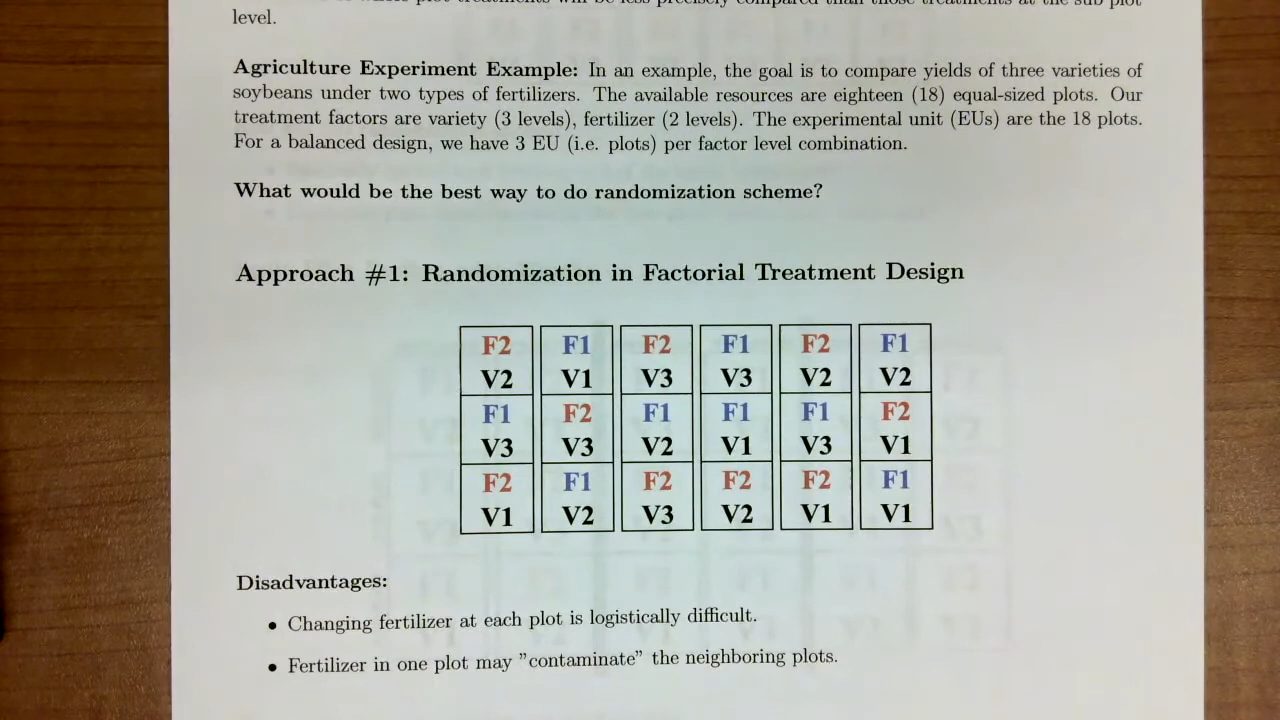 level.
Agriculture Experiment Example: In an example, the goal is to compare yields of three varieties of
soybeans under two types of fertilizers. The available resources are eighteen (18) equal-sized plots. Our
treatment factors are variety (3 levels), fertilizer (2 levels). The experimental unit (EUs) are the 18 plots.
For a balanced design, we have 3 EU (i.e. plots) per factor level combination.
What would be the best way to do randomization scheme?
Approach #1: Randomization in Factorial Treatment Design
F2 F1 F2 F1 F2 F1
V2 V1 V3 V3 V2 V2
F1 F2 F1 F1 F1 F2
V3 V3 V2 V1 V3 V1
F2 F1 F2 F2 F2 F1
V1 V2 V3 V2 V1 V1
Disadvantages:
• Changing fertilizer at each plot is logistically difficult.
• Fertilizer in one plot may ”contaminate” the neighboring plots.